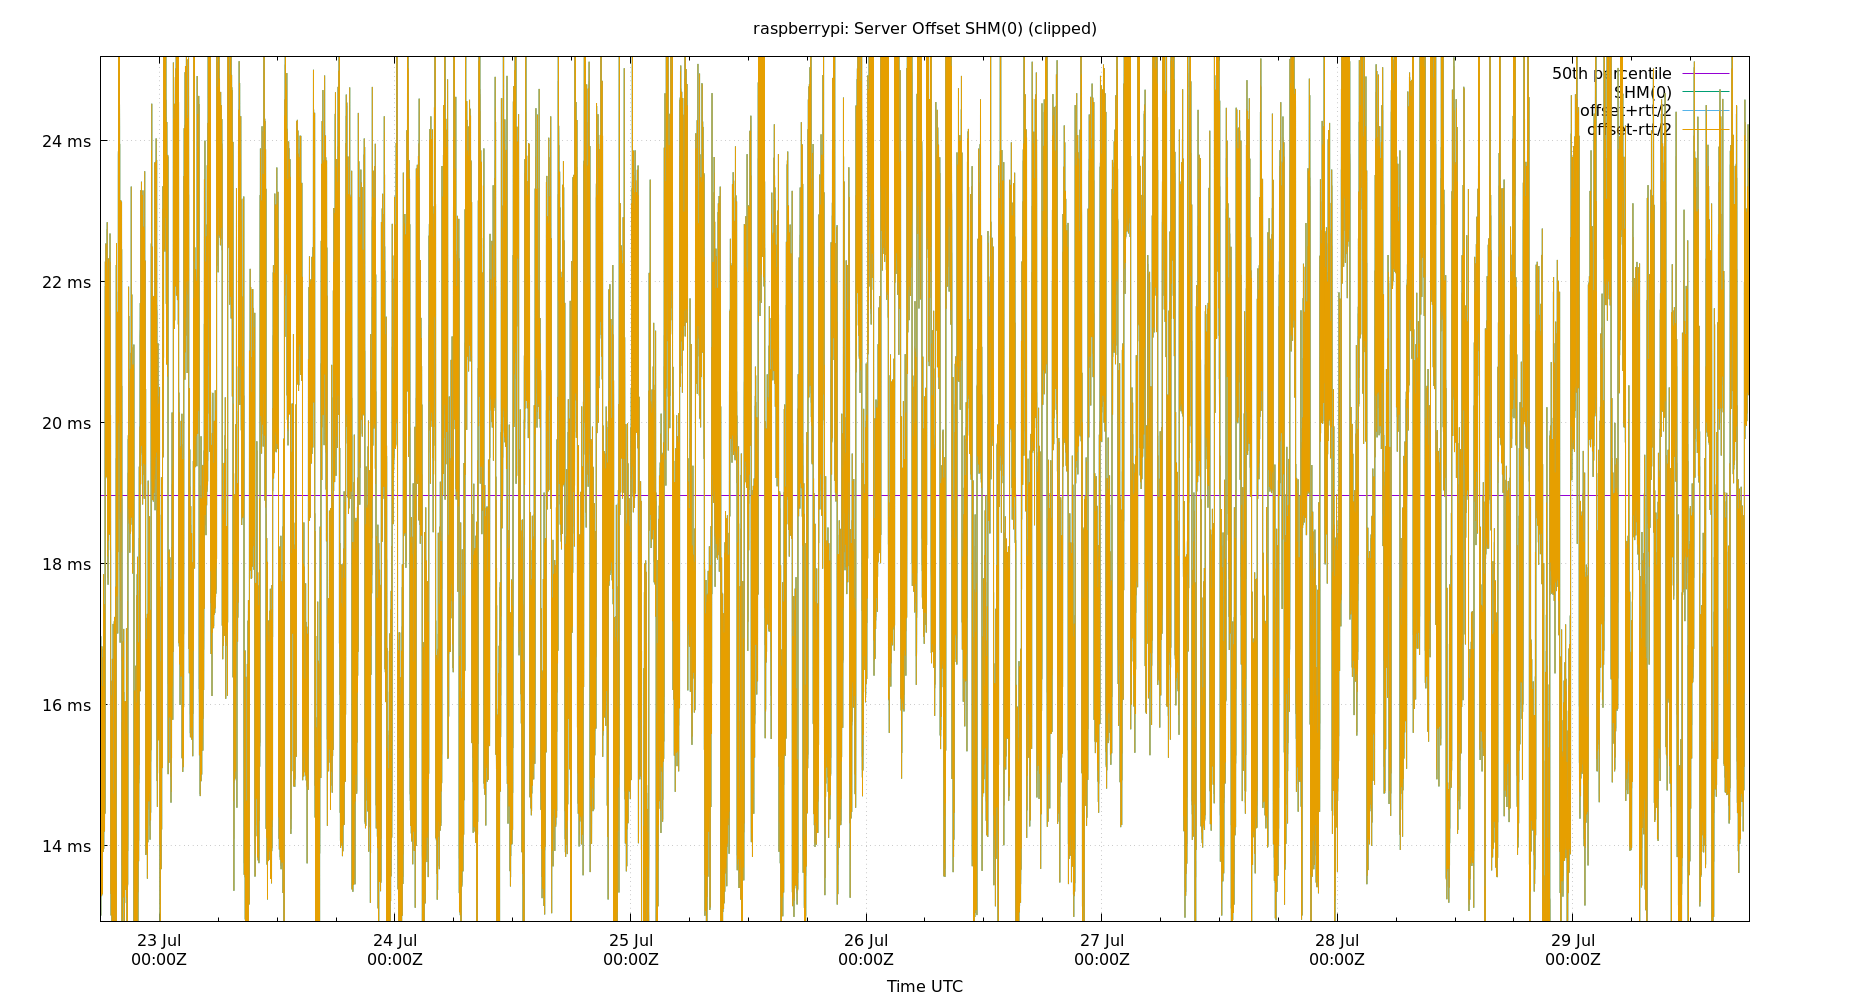 raspberrypi: Server Offset SHM(0) (clipped)
50th percentile
SHM(0)
offset+rtt/2
offset-rtt/2
24 ms
22 ms
20 ms
18 ms
16 ms
14 ms
23 Jul
00:00Z
24 Jul
00:00Z
25 Jul
00:00Z
26 Jul
00:00Z
27 Jul
00:00Z
28 Jul
00:00Z
29 Jul
00:00Z
Time UTC